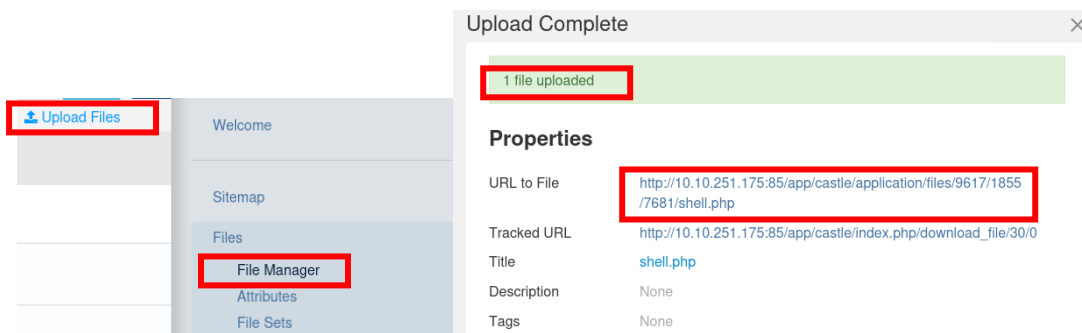 Upload Files
Welcome
Sitemap
Files
File Manager
Attributes
File Sets
Upload Complete
1 file uploaded
Properties
URL to File http://10.10.251.175:85/app/castle/application/files/9617/1855
/7681/shell.php
Tracked URL http://10.10.251.175:85/app/castle/index.php/download_file/30/0
Title shell.php
Description None
Tags None